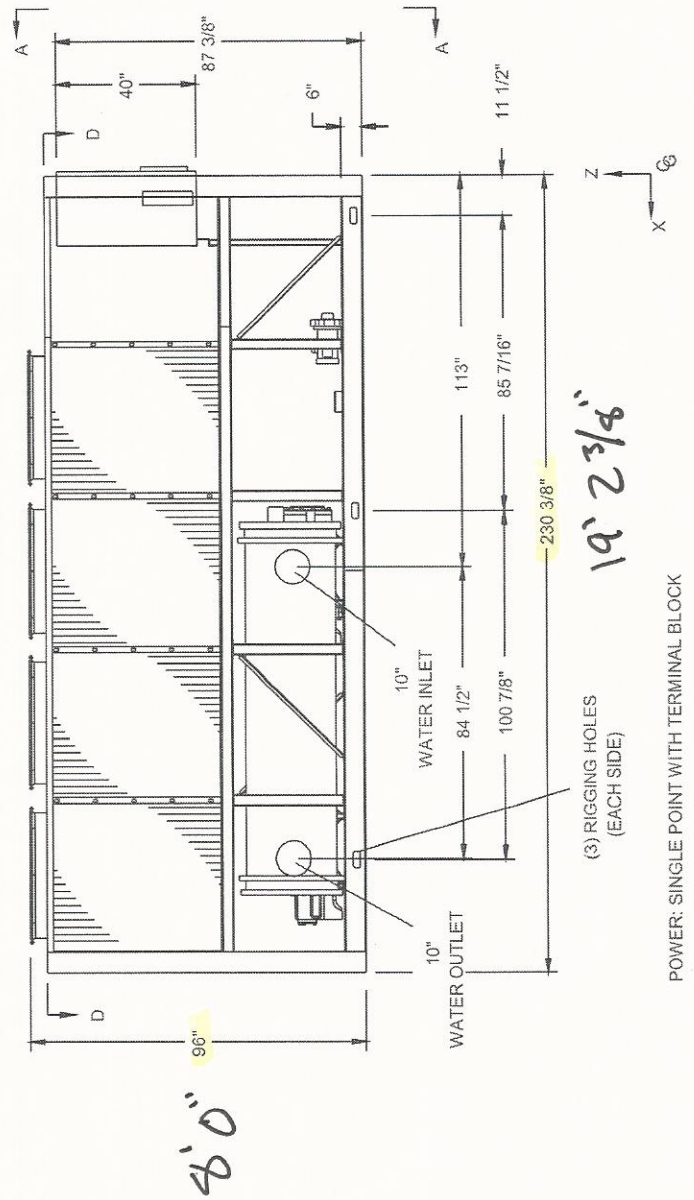 A
A
D
D
40"
8' 0"
96"
87 3/8"
6"
10"
WATER INLET
10"
WATER OUTLET
84 1/2"
113"
100 7/8"
85 7/16"
11 1/2"
230 3/8"
19' 2 3/8"
(3) RIGGING HOLES
(EACH SIDE)
Z
X
CG
POWER: SINGLE POINT WITH TERMINAL BLOCK